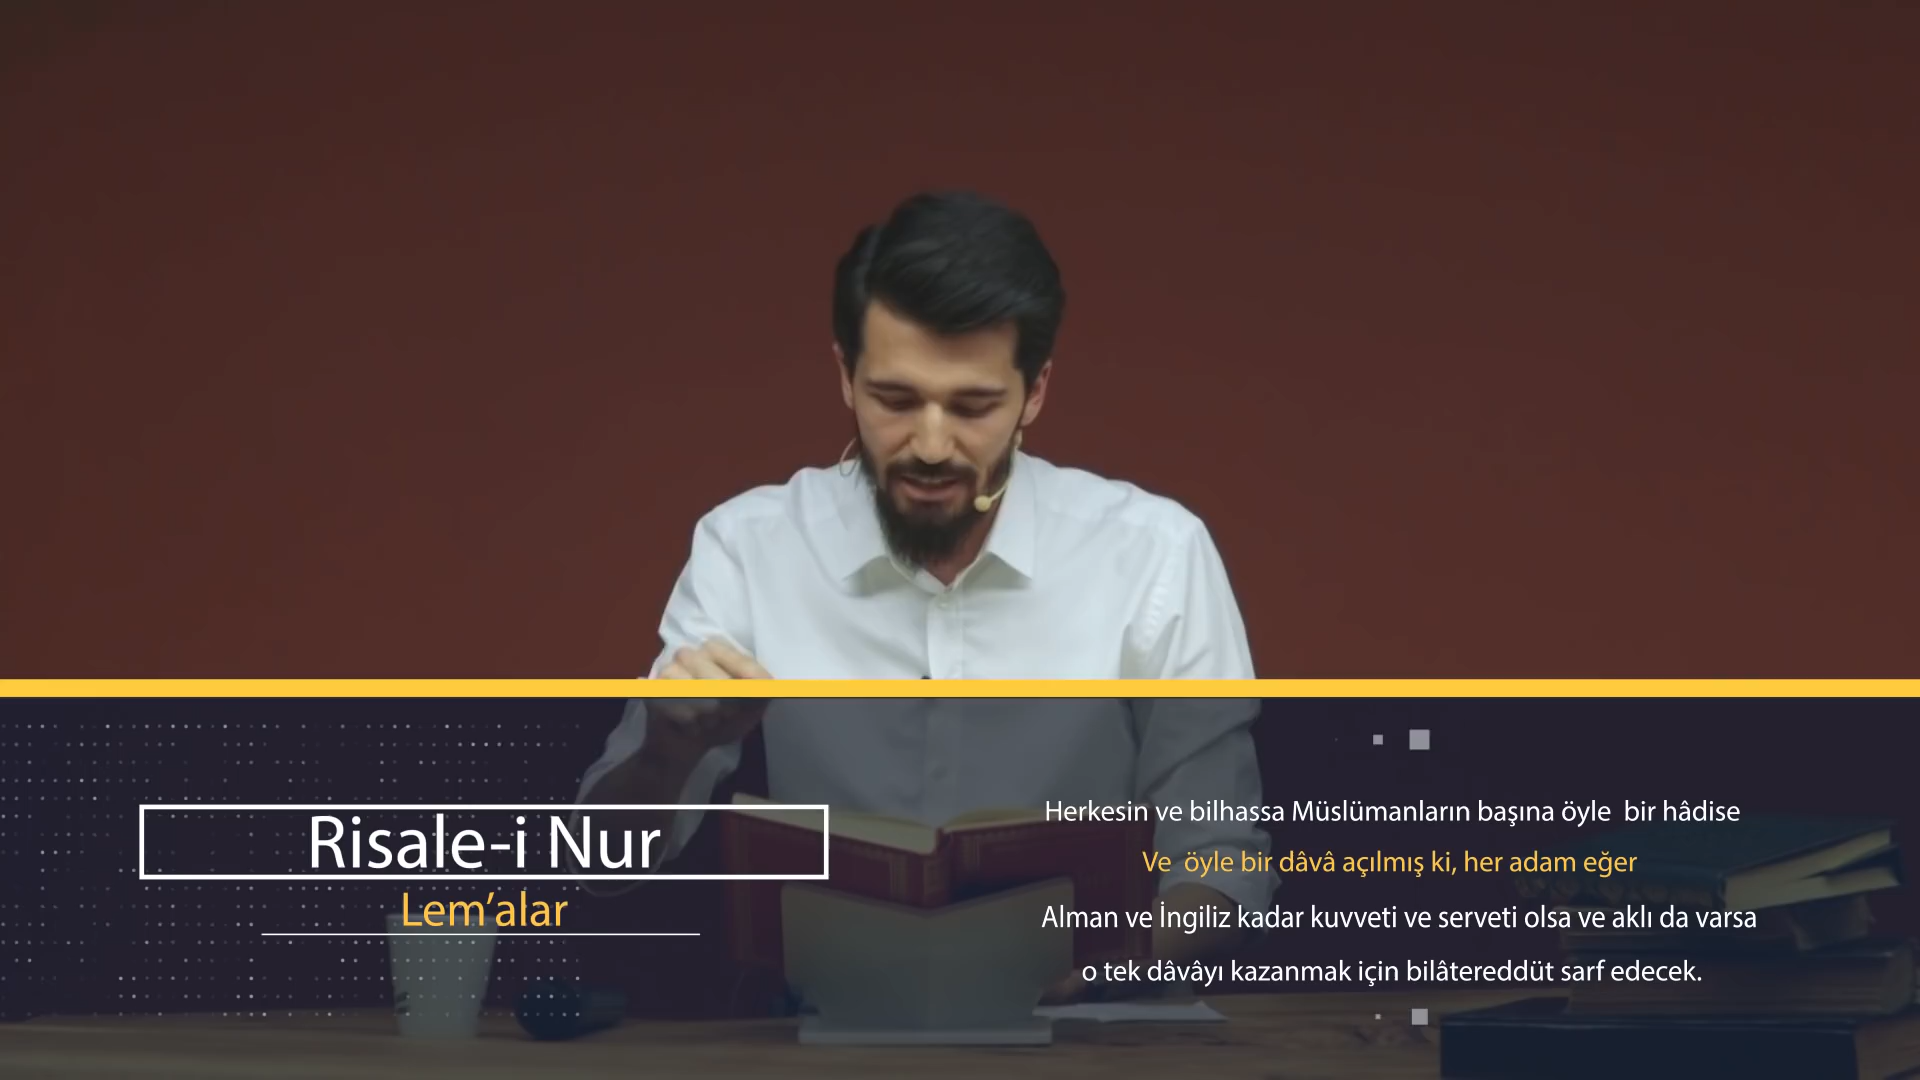 Risale-i Nur
Lem’alar
Herkesin ve bilhassa Müslümanların başına öyle bir hâdise
Ve öyle bir dâvâ açılmış ki, her adam eğer
Alman ve İngiliz kadar kuvveti ve serveti olsa ve aklı da varsa
o tek dâvâyı kazanmak için bilâtereddüt sarf edecek.